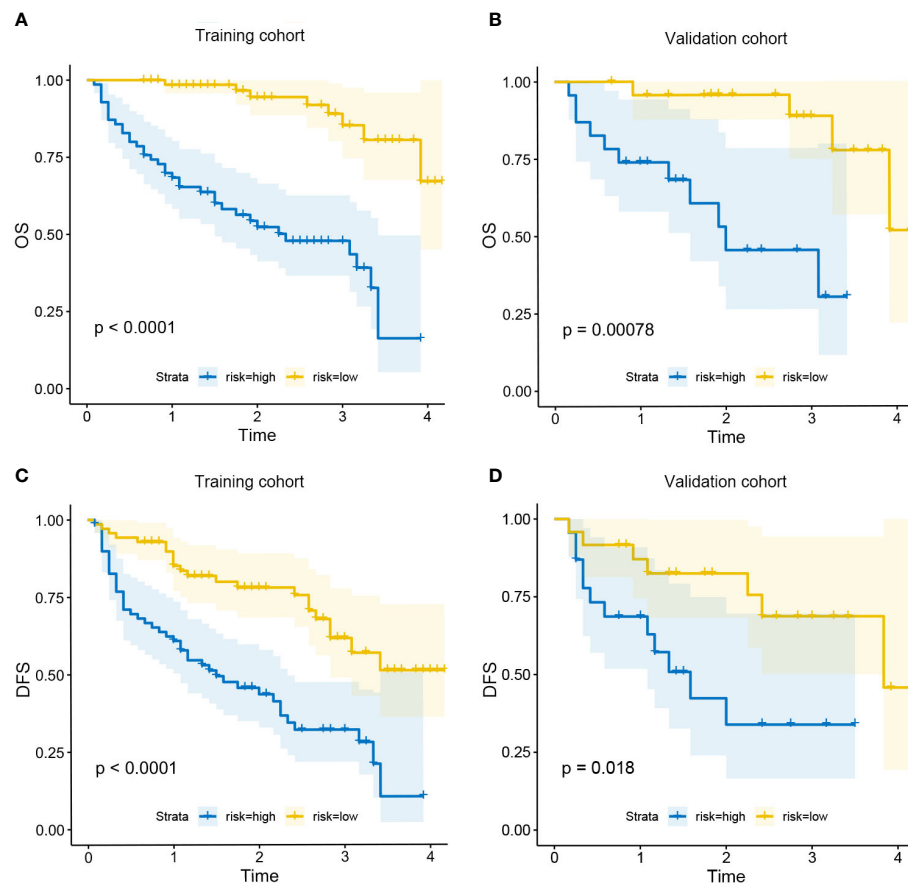 A
Training cohort
1.00
0.75
0.50
0.25
0.00
OS
p < 0.0001
Strata risk=high risk=low
0 1 2 3 4
Time
B
Validation cohort
1.00
0.75
0.50
0.25
0.00
OS
p = 0.00078
Strata risk=high risk=low
0 1 2 3 4
Time
C
Training cohort
1.00
0.75
0.50
0.25
0.00
DFS
p < 0.0001
Strata risk=high risk=low
0 1 2 3 4
Time
D
Validation cohort
1.00
0.75
0.50
0.25
0.00
DFS
p = 0.018
Strata risk=high risk=low
0 1 2 3 4
Time